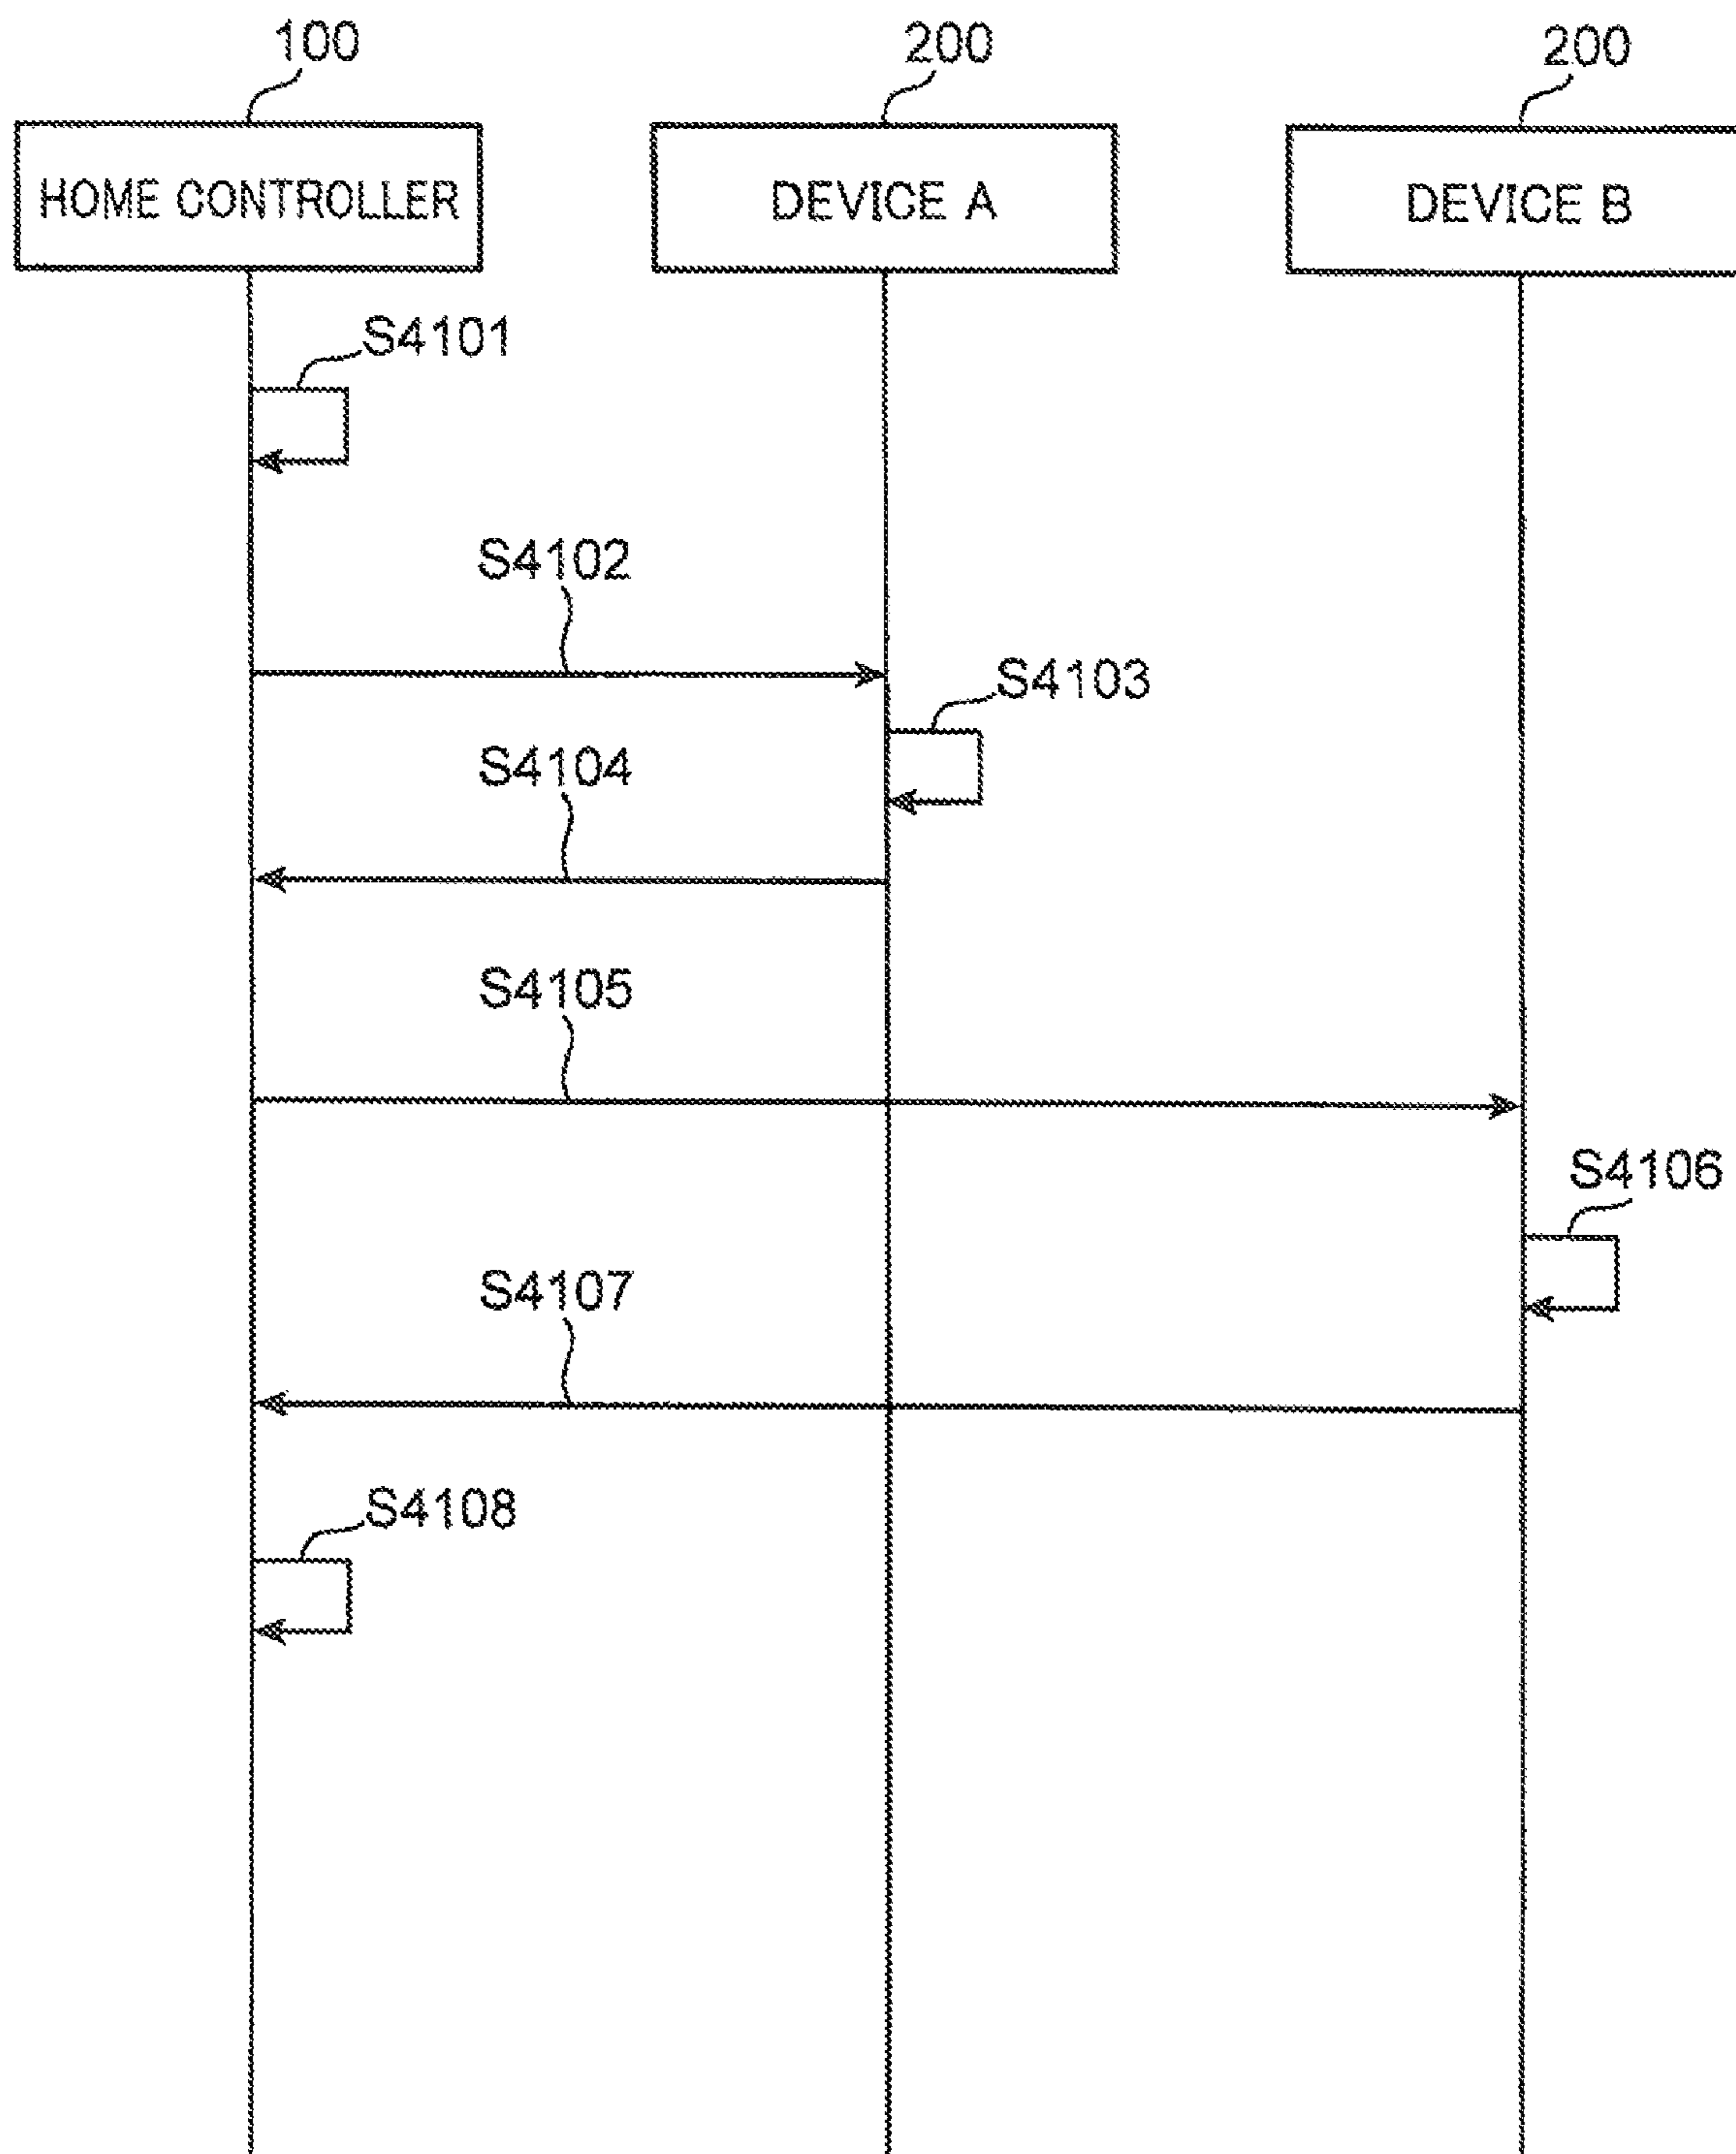 100
200
200
HOME CONTROLLER
DEVICE A
DEVICE B
S4101
S4102
S4103
S4104
S4105
S4106
S4107
S4108